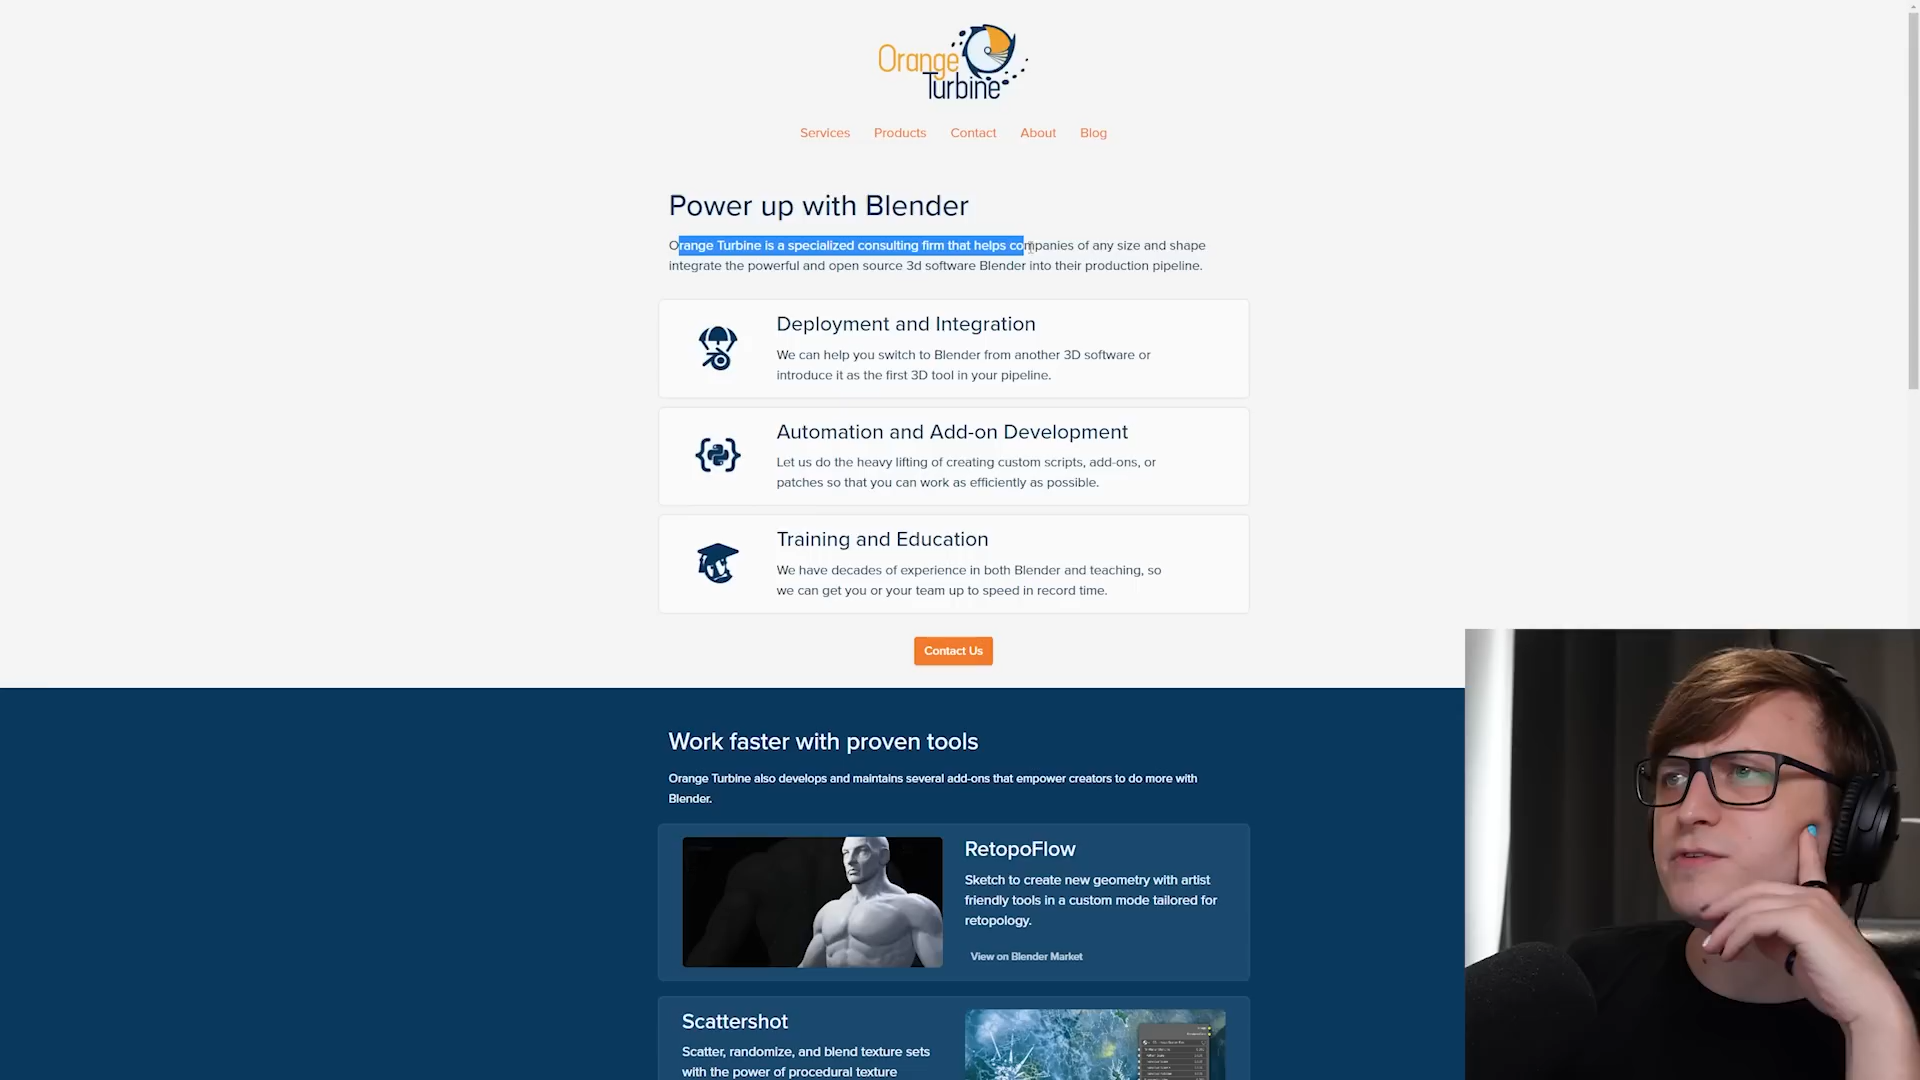 Orange
Turbine
Services Products Contact About Blog
Power up with Blender
Orange Turbine is a specialized consulting firm that helps companies of any size and shape
integrate the powerful and open source 3d software Blender into their production pipeline.
Deployment and Integration
We can help you switch to Blender from another 3D software or
introduce it as the first 3D tool in your pipeline.
Automation and Add-on Development
Let us do the heavy lifting of creating custom scripts, add-ons, or
patches so that you can work as efficiently as possible.
Training and Education
We have decades of experience in both Blender and teaching, so
we can get you or your team up to speed in record time.
Contact Us
Work faster with proven tools
Orange Turbine also develops and maintains several add-ons that empower creators to do more with
Blender.
RetopoFlow
Sketch to create new geometry with artist
friendly tools in a custom mode tailored for
retopology.
View on Blender Market
Scattershot
Scatter, randomize, and blend texture sets
with the power of procedural texture